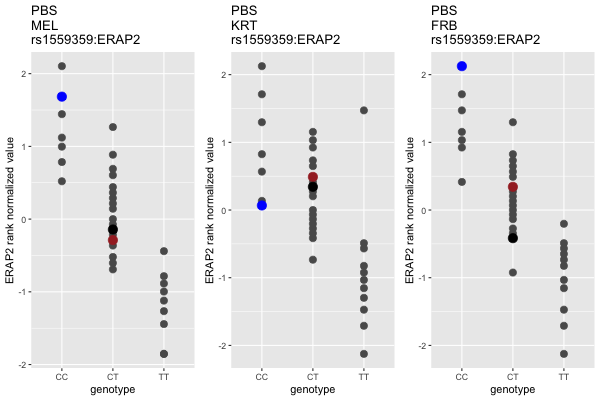 PBS
MEL
rs1559359:ERAP2
ERAP2 rank normalized value
2
1
0
-1
-2
CC
CT
TT
genotype
PBS
KRT
rs1559359:ERAP2
ERAP2 rank normalized value
2
1
0
-1
-2
CC
CT
TT
genotype
PBS
FRB
rs1559359:ERAP2
ERAP2 rank normalized value
2
1
0
-1
-2
CC
CT
TT
genotype